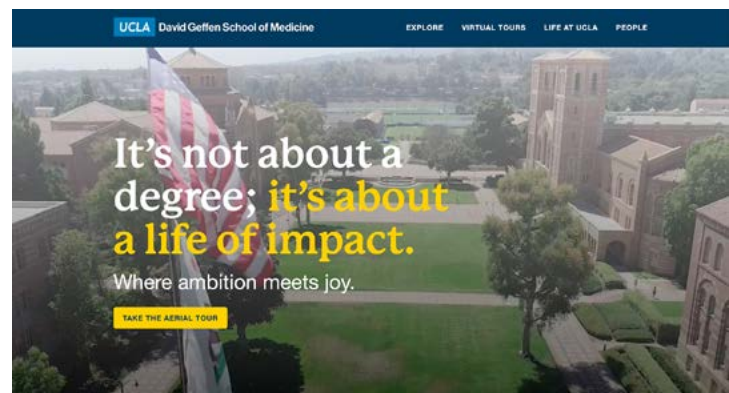 UCLA David Geffen School of Medicine
EXPLORE VIRTUAL TOURS LIFE AT UCLA PEOPLE
It's not about a
degree; it's about
a life of impact.
Where ambition meets joy.
TAKE THE AERIAL TOUR